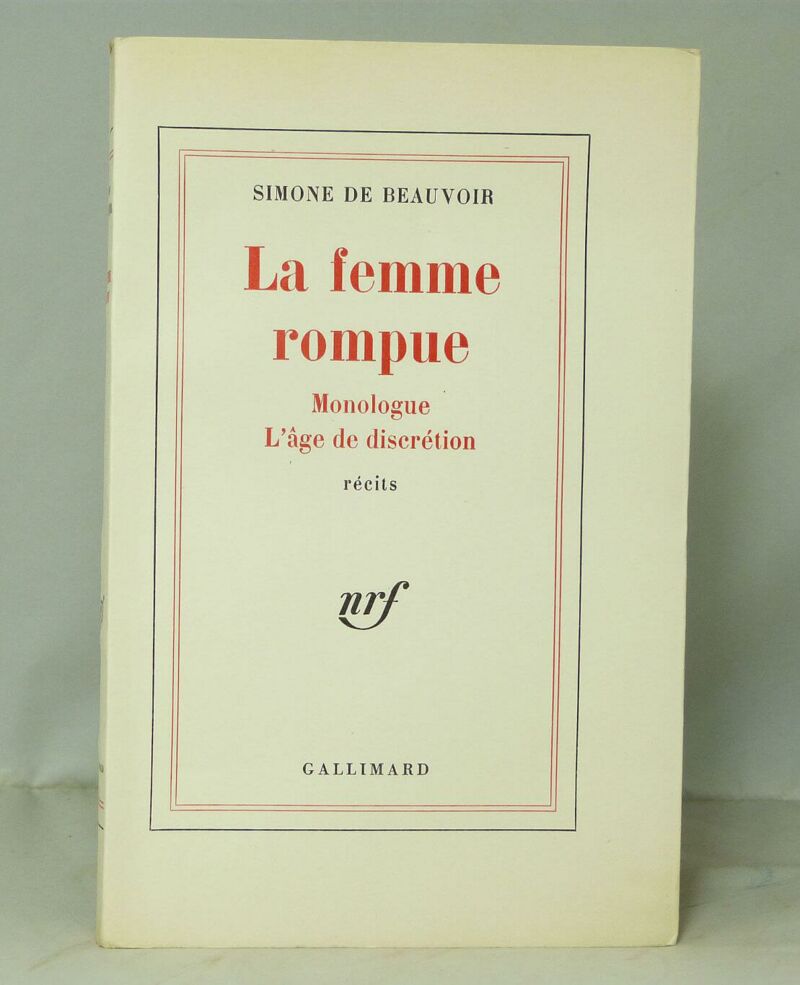 SIMONE DE BEAUVOIR
La femme
rompue
Monologue
L'âge de discrétion
récits
nrf
GALLIMARD